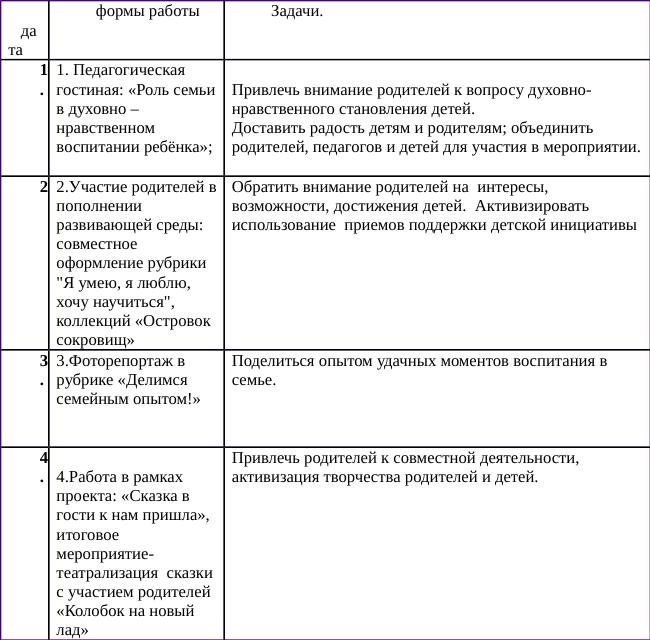 да
та
формы работы
Задачи.
1
.
1. Педагогическая
гостиная: «Роль семьи
в духовно –
нравственном
воспитании ребёнка»;
Привлечь внимание родителей к вопросу духовно-
нравственного становления детей.
Доставить радость детям и родителям; объединить
родителей, педагогов и детей для участия в мероприятии.
2
2.Участие родителей в
пополнении
развивающей среды:
совместное
оформление рубрики
"Я умею, я люблю,
хочу научиться",
коллекций «Островок
сокровищ»
Обратить внимание родителей на  интересы,
возможности, достижения детей.  Активизировать
использование  приемов поддержки детской инициативы
3
.
3.Фоторепортаж в
рубрике «Делимся
семейным опытом!»
Поделиться опытом удачных моментов воспитания в
семье.
4
.
4.Работа в рамках
проекта: «Сказка в
гости к нам пришла»,
итоговое
мероприятие-
театрализация  сказки
с участием родителей
«Колобок на новый
лад»
Привлечь родителей к совместной деятельности,
активизация творчества родителей и детей.